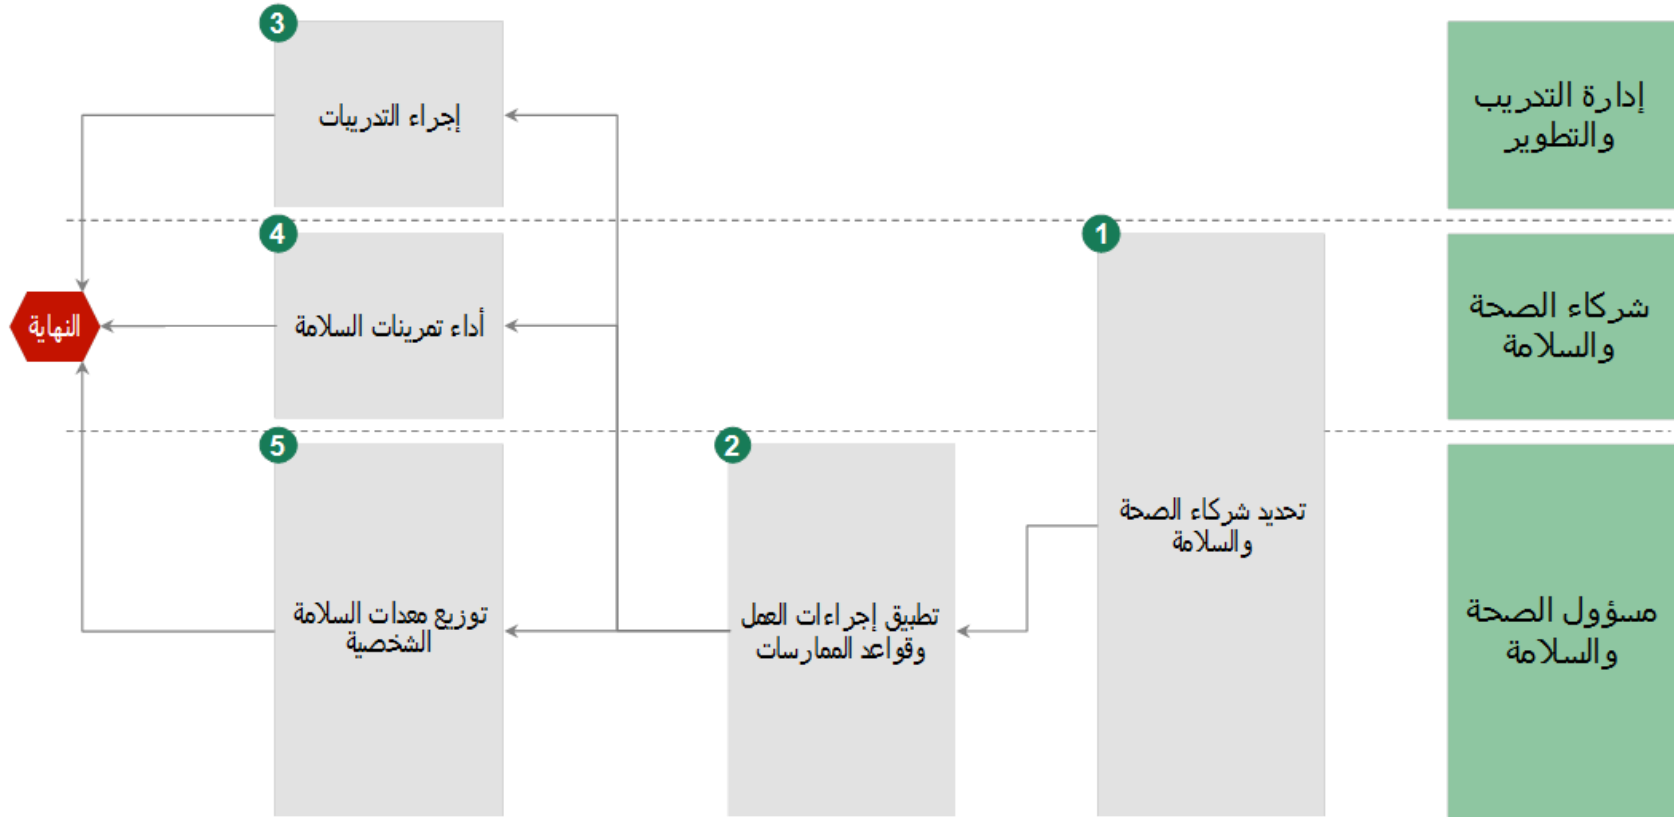 إدارة التدريب
والتطوير
3
إجراء التدريبات
شركاء الصحة
والسلامة
1
تحديد شركاء الصحة
والسلامة
4
أداء تمرينات السلامة
النهاية
مسؤول الصحة
والسلامة
2
تطبيق إجراءات العمل
وقواعد الممارسات
5
توزيع معدات السلامة
الشخصية